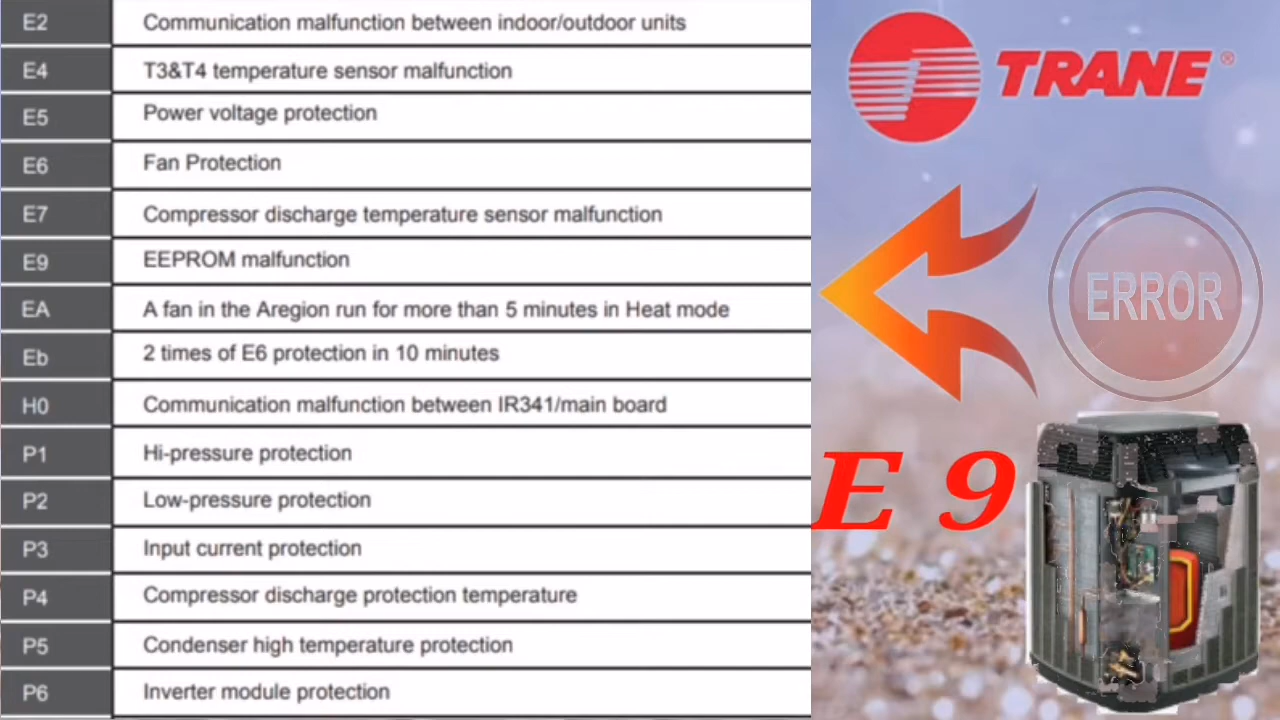 E2 Communication malfunction between indoor/outdoor units
E4 T3&T4 temperature sensor malfunction
E5 Power voltage protection
E6 Fan Protection
E7 Compressor discharge temperature sensor malfunction
E9 EEPROM malfunction
EA A fan in the Aregion run for more than 5 minutes in Heat mode
Eb 2 times of E6 protection in 10 minutes
H0 Communication malfunction between IR341/main board
P1 Hi-pressure protection
P2 Low-pressure protection
P3 Input current protection
P4 Compressor discharge protection temperature
P5 Condenser high temperature protection
P6 Inverter module protection
TRANE®
ERROR
E 9